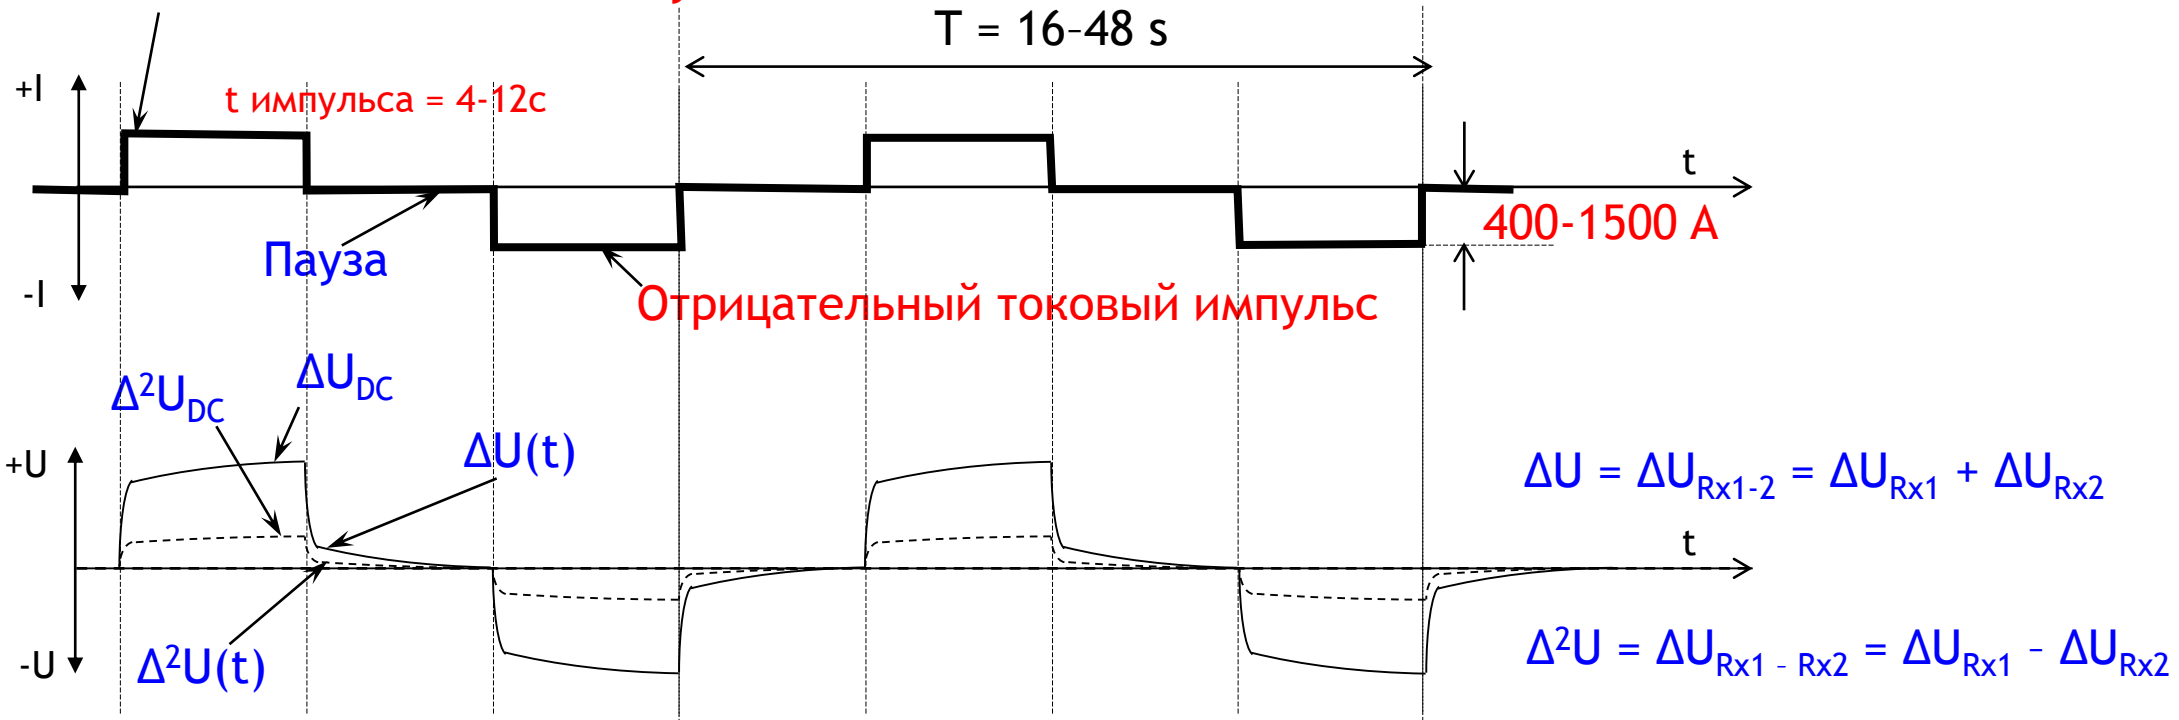 T = 16-48 s
+I
t импульса = 4-12с
t
400-1500 А
Пауза
-I
Отрицательный токовый импульс
Δ²U_DC
ΔU_DC
ΔU(t)
+U
ΔU = ΔU_Rx1-2 = ΔU_Rx1 + ΔU_Rx2
t
-U
Δ²U(t)
Δ²U = ΔU_Rx1 - Rx2 = ΔU_Rx1 - ΔU_Rx2